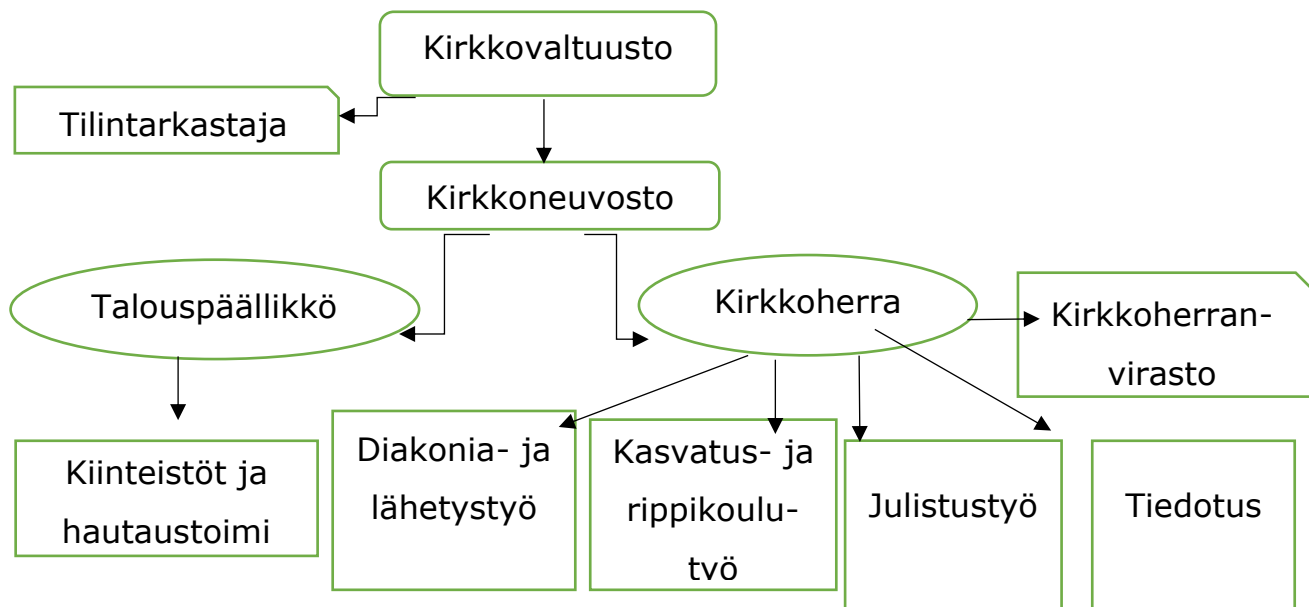 Kirkkovaltuusto
Tilintarkastaja
Kirkkoneuvosto
Talouspäällikkö
Kirkkoherra
Kirkkoherran-
virasto
Kiinteistöt ja
hautaustoimi
Diakonia- ja
lähetystyö
Kasvatus- ja
rippikoulu-
työ
Julistustyö
Tiedotus